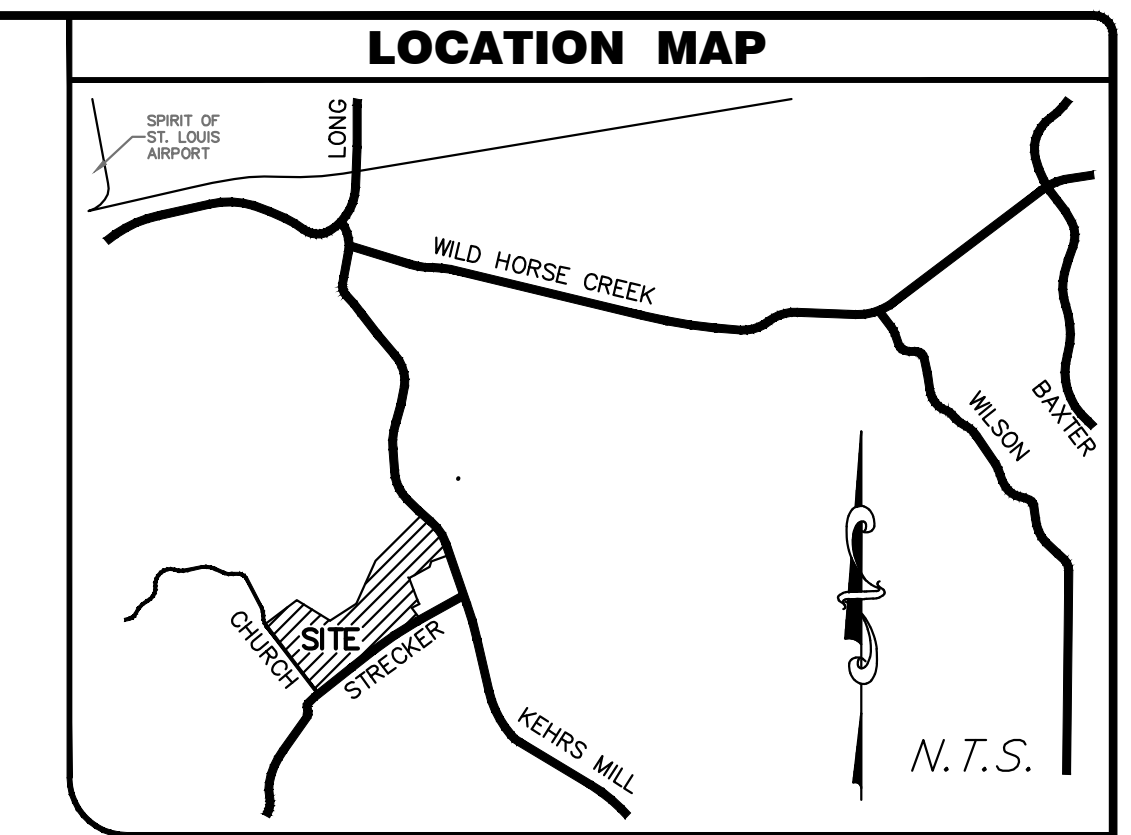 LOCATION MAP
SPIRIT OF
ST. LOUIS
AIRPORT
LONG
WILD HORSE CREEK
BAXTER
WILSON
CHURCH
SITE
STRECKER
KEHRS MILL
N.T.S.